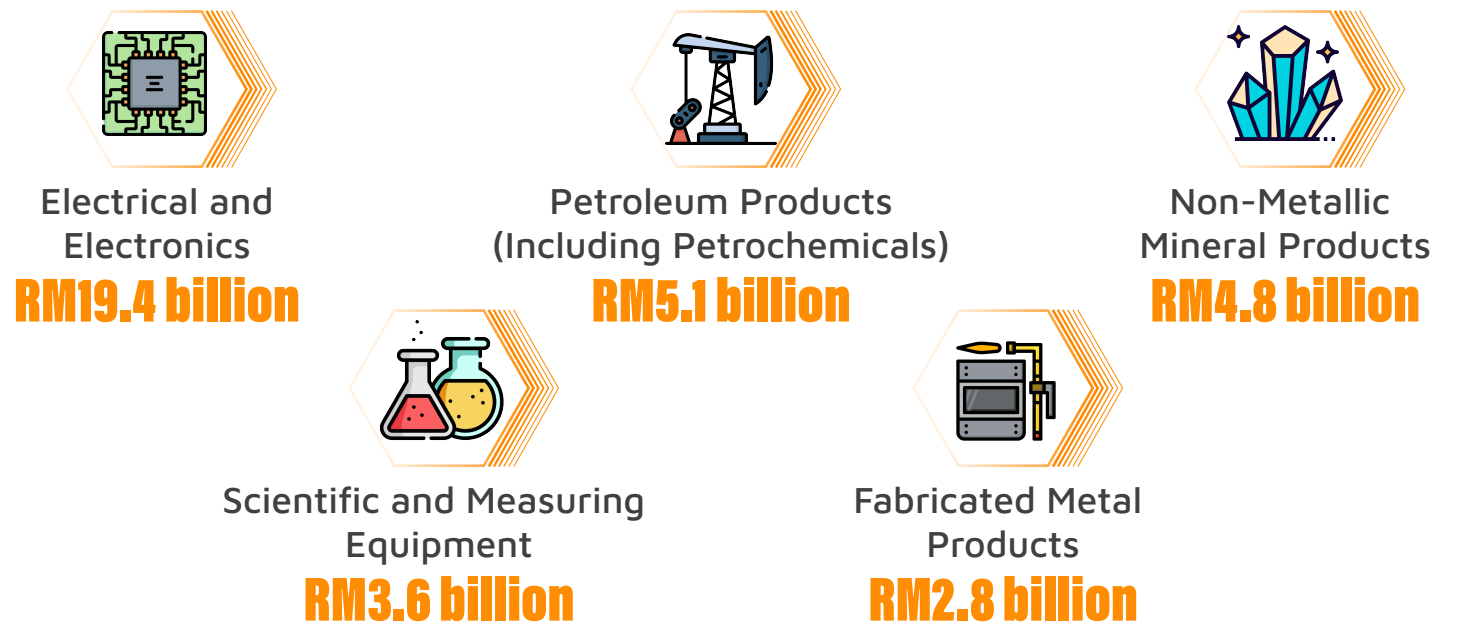 Electrical and
Electronics
RM19.4 billion
Petroleum Products
(Including Petrochemicals)
RM5.1 billion
Non-Metallic
Mineral Products
RM4.8 billion
Scientific and Measuring
Equipment
RM3.6 billion
Fabricated Metal
Products
RM2.8 billion